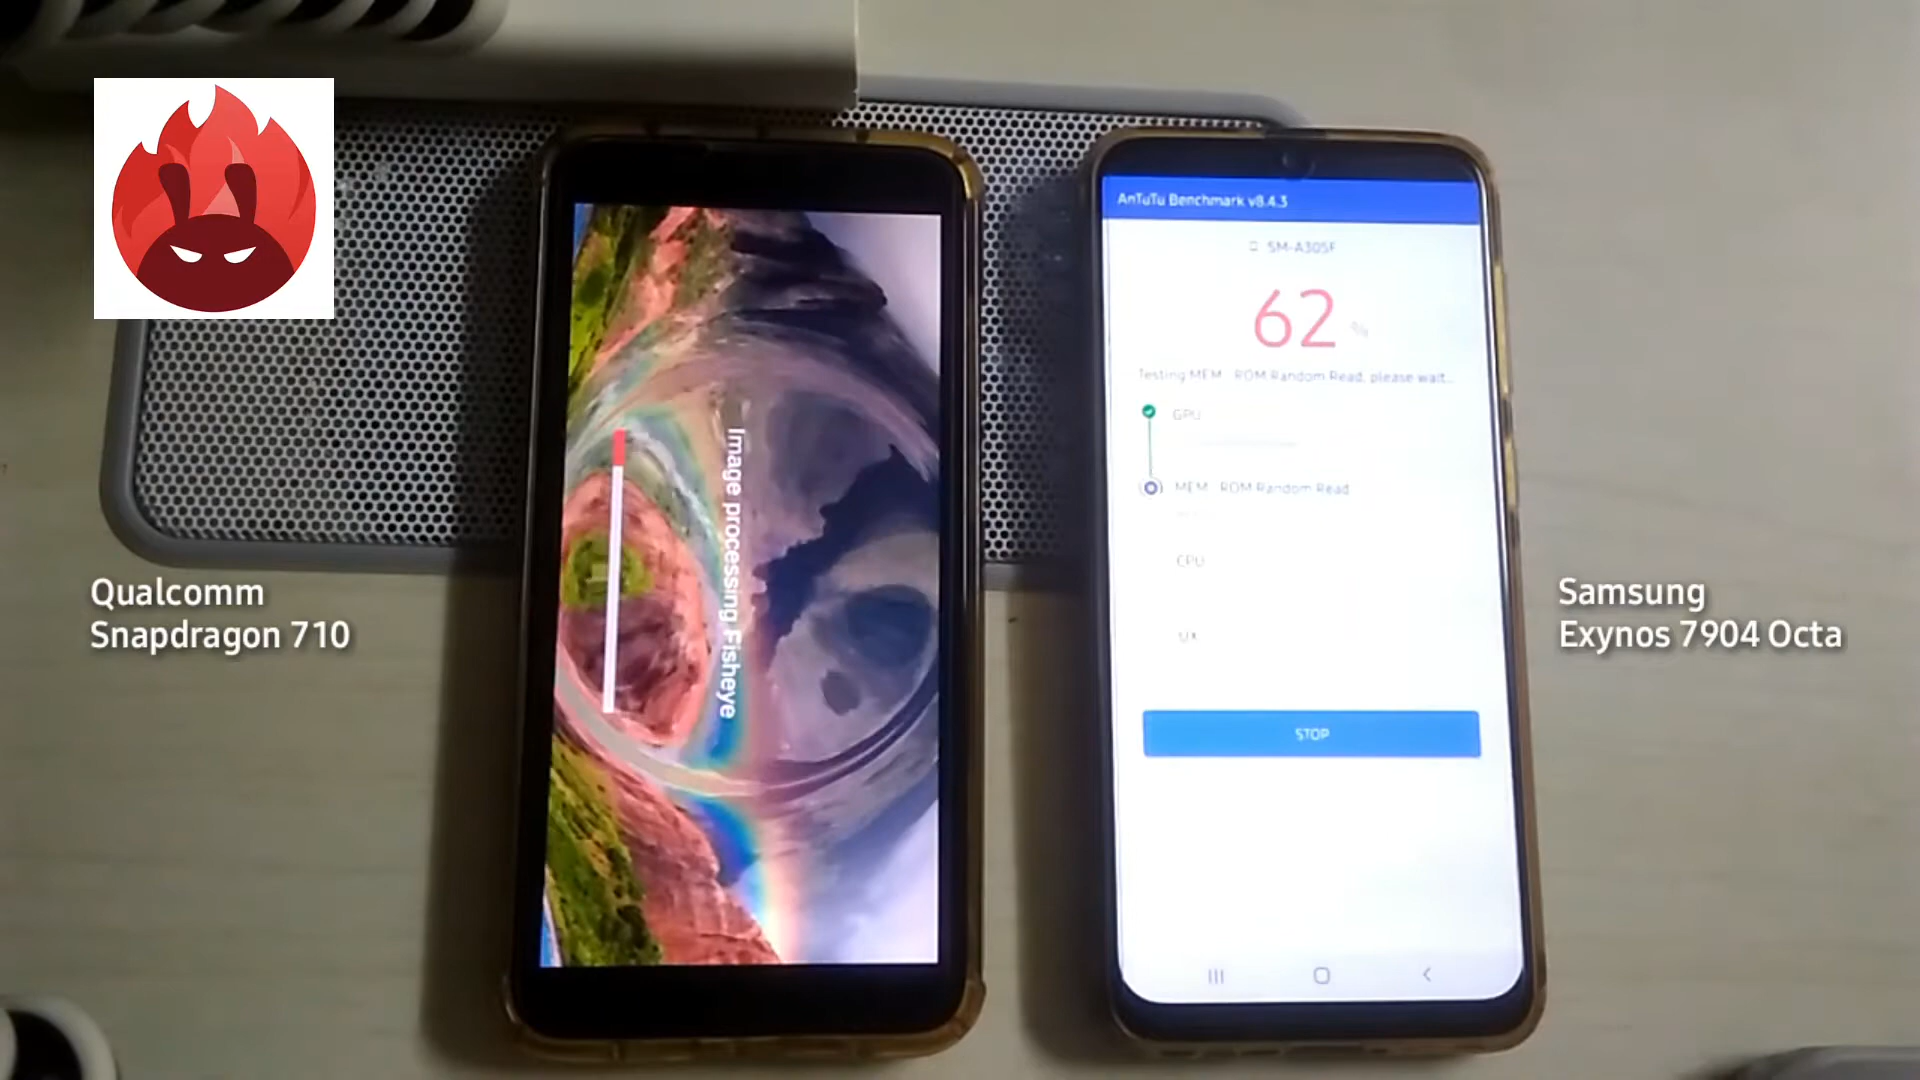 Qualcomm
Snapdragon 710
Image processing Fisheye
AnTuTu Benchmark v8.4.3
SM-A305F
62 %
Testing MEM ROM Random Read, please wait...
GPU
MEM ROM Random Read
CPU
UX
STOP
Samsung
Exynos 7904 Octa